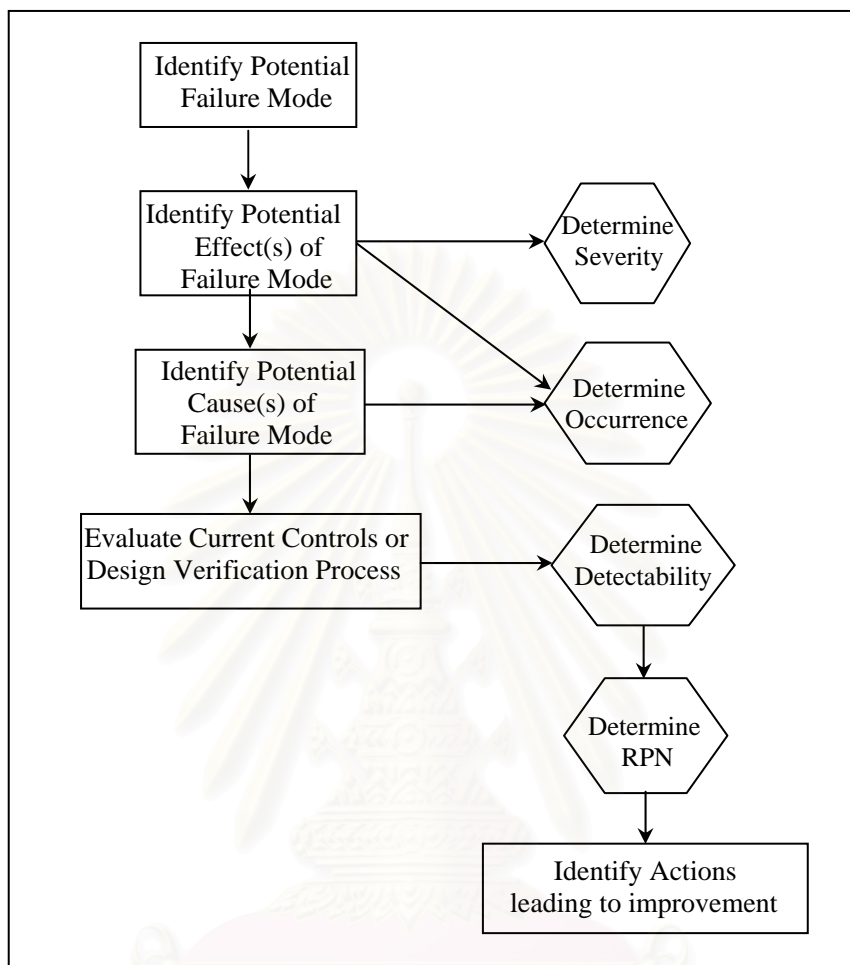 Identify Potential
Failure Mode
Identify Potential
Effect(s) of
Failure Mode
Determine
Severity
Identify Potential
Cause(s) of
Failure Mode
Determine
Occurrence
Evaluate Current Controls or
Design Verification Process
Determine
Detectability
Determine
RPN
Identify Actions
leading to improvement